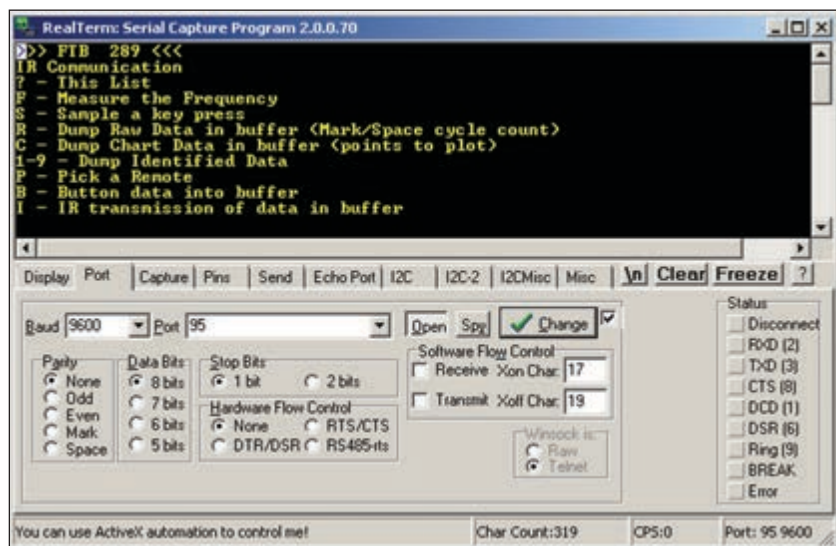 RealTerm: Serial Capture Program 2.0.0.70
>>> FTB 289 <<<
IR Communication
? - This List
F - Measure the Frequency
S - Sample a key press
R - Dump Raw Data in buffer (Mark/Space cycle count)
C - Dump Chart Data in buffer (points to plot)
1-9 - Dump Identified Data
P - Pick a Remote
B - Button data into buffer
I - IR transmission of data in buffer
Display Port Capture Pins Send Echo Port I2C I2C-2 I2CMisc Misc \n Clear Freeze ?
Baud 9600 Port 95 Open Spy Change
Status
Disconnect
RXD (2)
TXD (3)
CTS (8)
DCD (1)
DSR (6)
Ring (9)
BREAK
Error
Parity
None
Odd
Even
Mark
Space
Data Bits
8 bits
7 bits
6 bits
5 bits
Stop Bits
1 bit 2 bits
Hardware Flow Control
None RTS/CTS
DTR/DSR RS485-rts
Software Flow Control
Receive Xon Char: 17
Transmit Xoff Char: 19
Winsock is:
Raw
Telnet
You can use ActiveX automation to control me! Char Count:319 CPS:0 Port: 95 9600